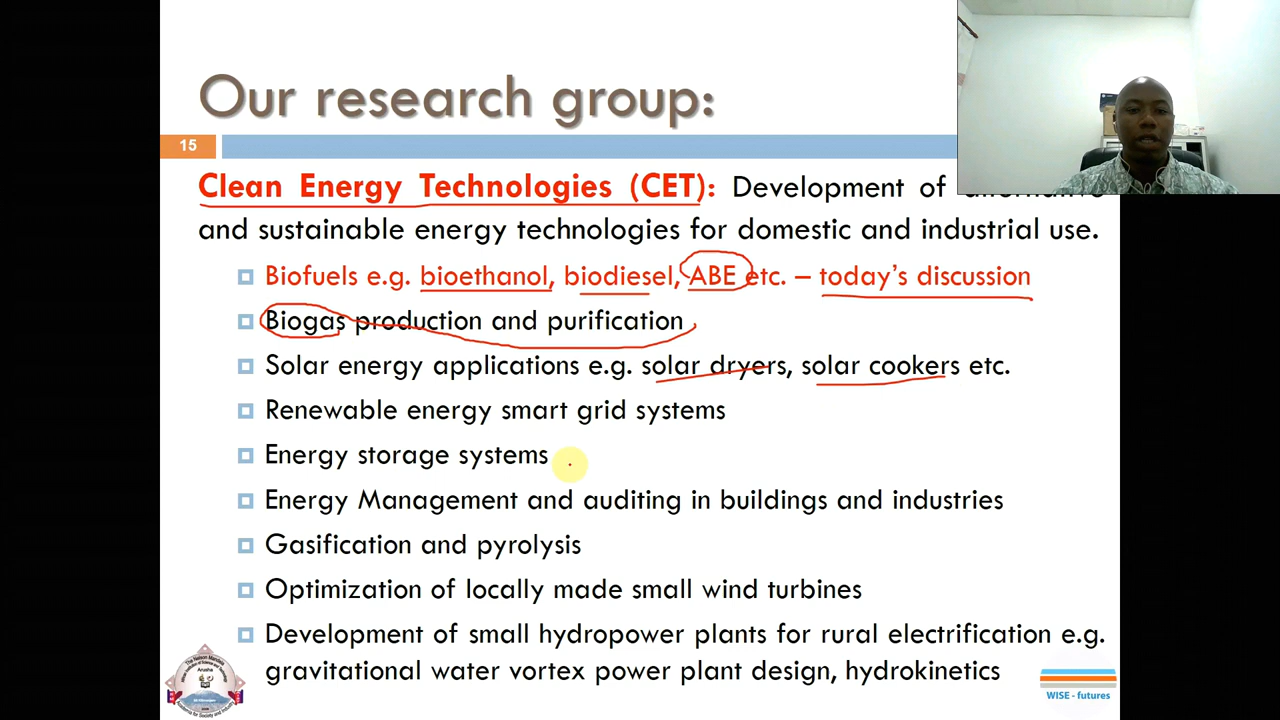 Our research group:
15
Clean Energy Technologies (CET): Development of alternative
and sustainable energy technologies for domestic and industrial use.
Biofuels e.g. bioethanol, biodiesel, ABE etc. – today's discussion
Biogas production and purification
Solar energy applications e.g. solar dryers, solar cookers etc.
Renewable energy smart grid systems
Energy storage systems
Energy Management and auditing in buildings and industries
Gasification and pyrolysis
Optimization of locally made small wind turbines
Development of small hydropower plants for rural electrification e.g.
gravitational water vortex power plant design, hydrokinetics
The Nelson Mandela
Arusha
WISE - futures